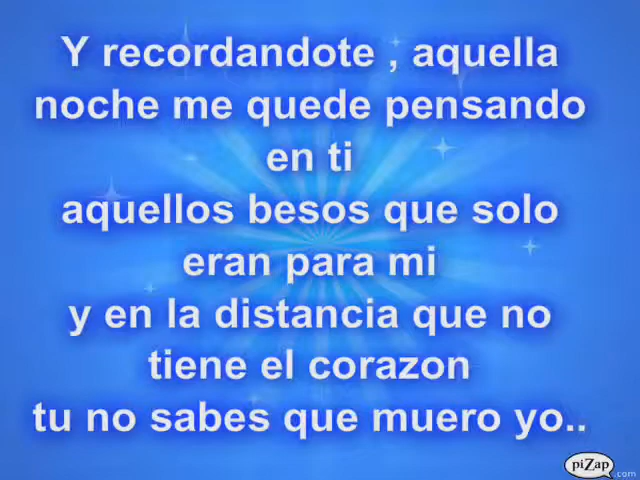 Y recordandote , aquella
noche me quede pensando
en ti
aquellos besos que solo
eran para mi
y en la distancia que no
tiene el corazon
tu no sabes que muero yo..
piZap
.com